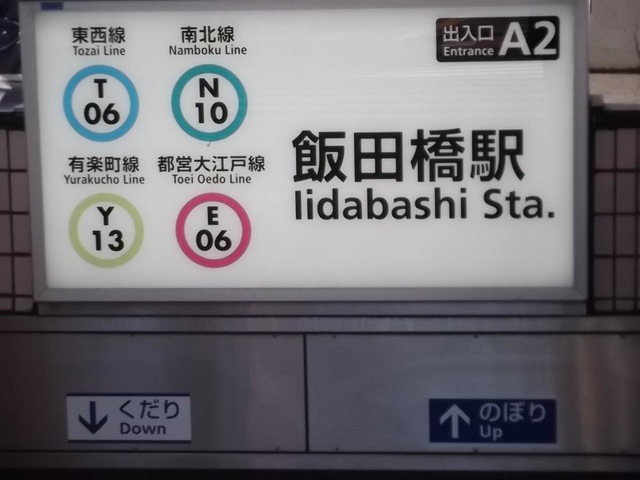 東西線
Tozai Line
T
06
南北線
Namboku Line
N
10
有楽町線
Yurakucho Line
Y
13
都営大江戸線
Toei Oedo Line
E
06
出入口
Entrance
A2
飯田橋駅
Iidabashi Sta.
くだり
Down
のぼり
Up